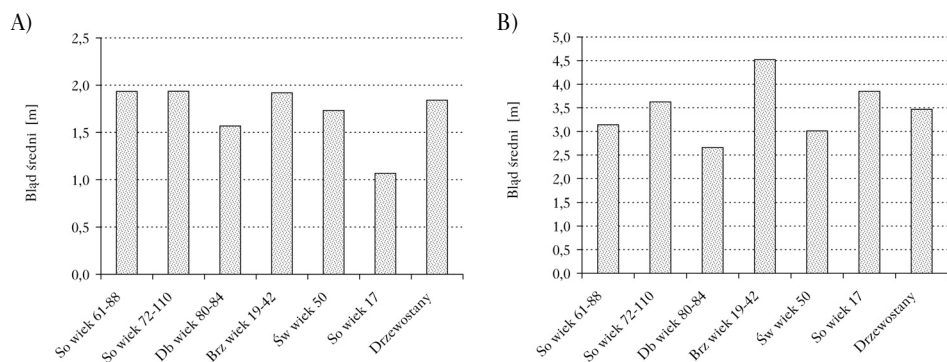 A)
Błąd średni [m]
2,5
2,0
1,5
1,0
0,5
0,0
So wiek 61-88
So wiek 72-110
Db wiek 80-84
Brz wiek 19-42
Św wiek 50
So wiek 17
Drzewostany
B)
Błąd średni [m]
5,0
4,5
4,0
3,5
3,0
2,5
2,0
1,5
1,0
0,5
0,0
So wiek 61-88
So wiek 72-110
Db wiek 80-84
Brz wiek 19-42
Św wiek 50
So wiek 17
Drzewostany